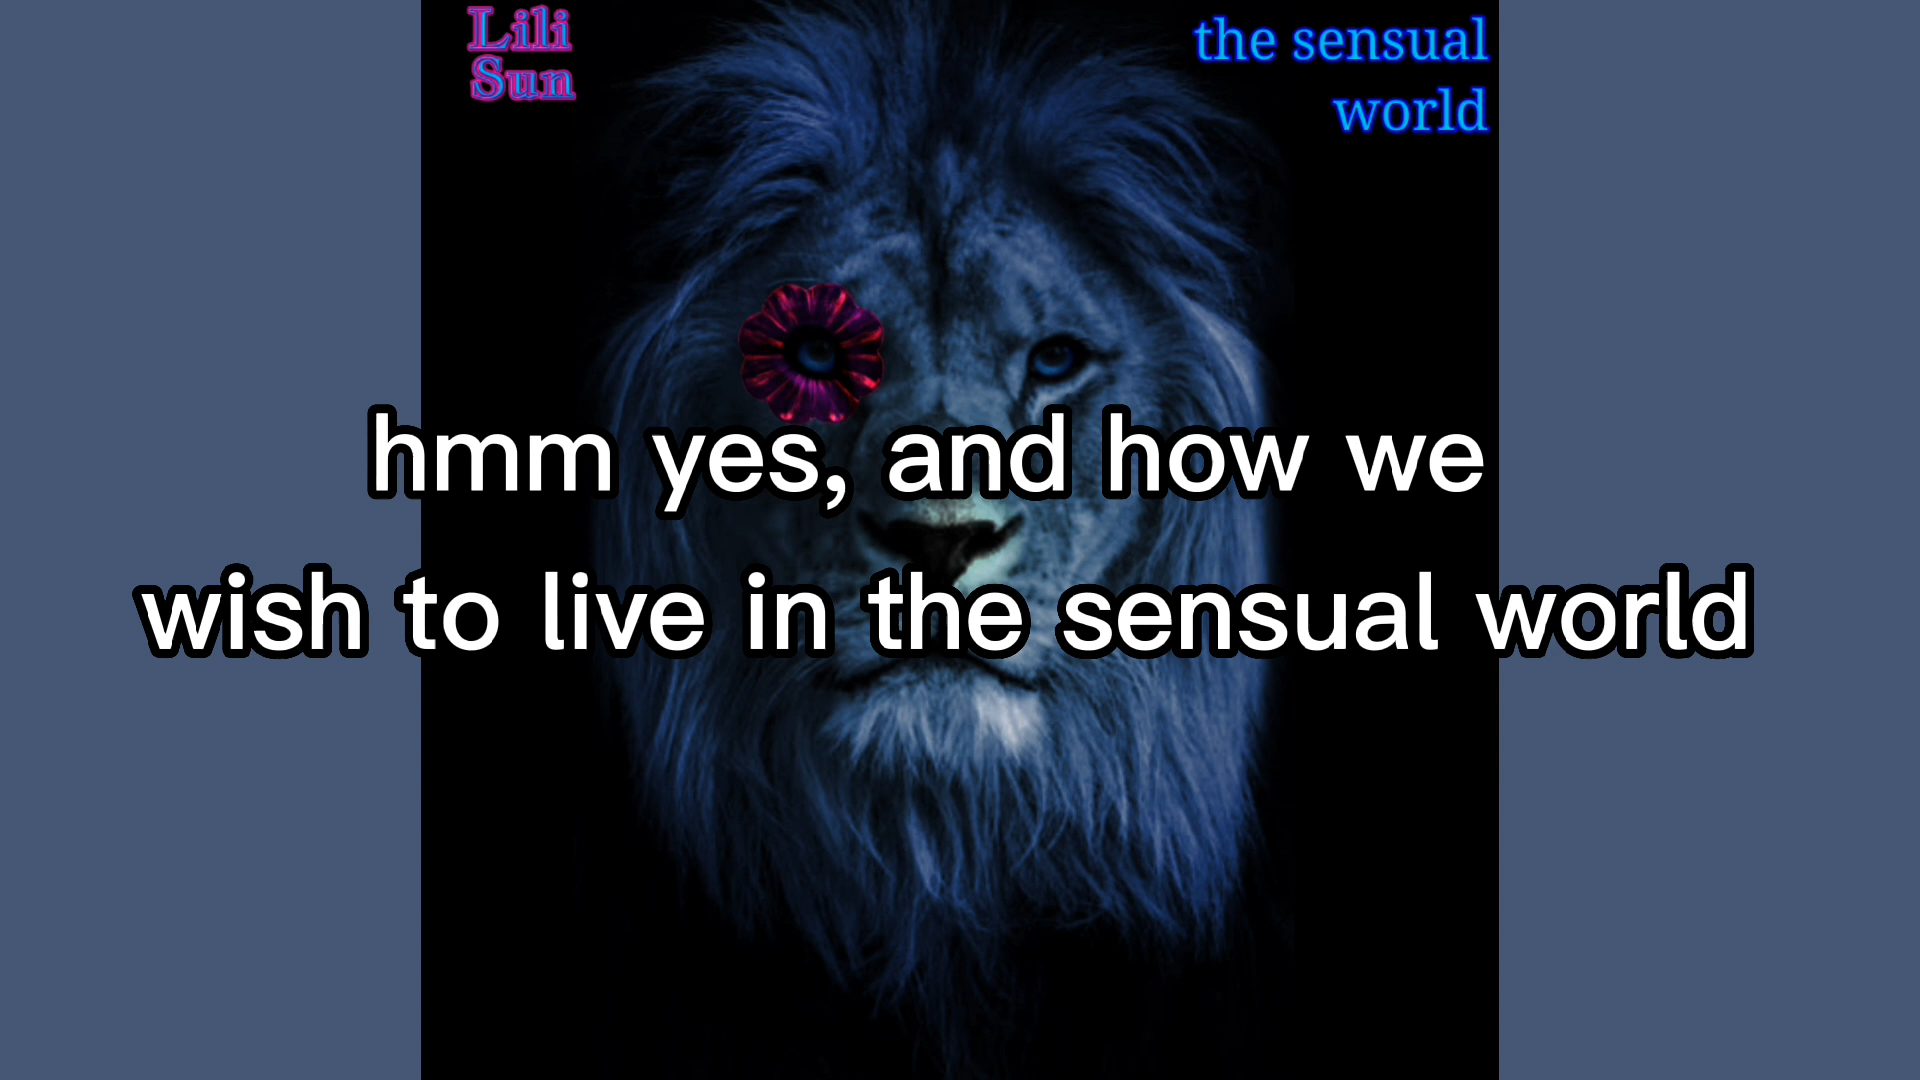 Lili
Sun
the sensual
world
hmm yes, and how we
wish to live in the sensual world